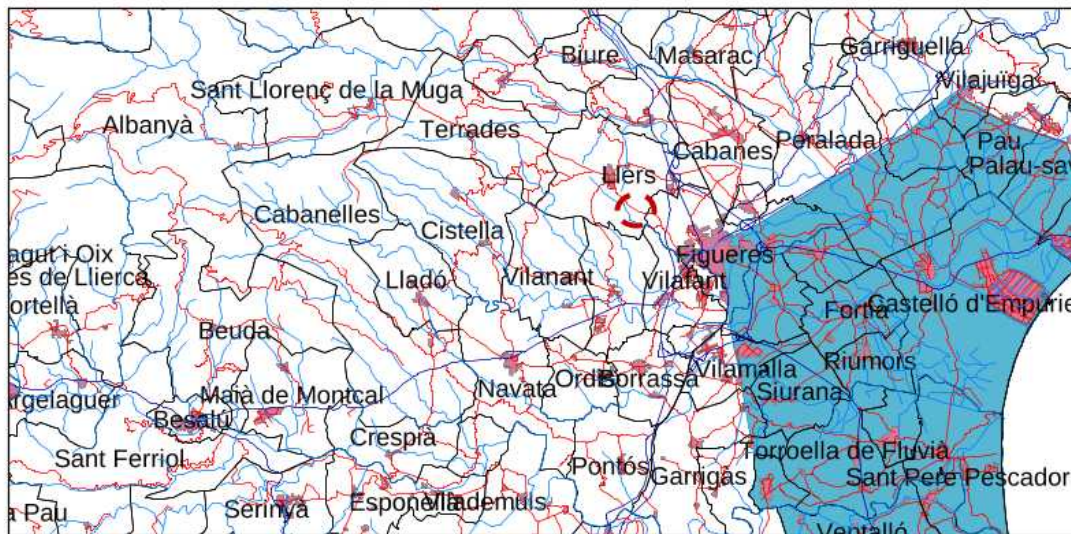 Biure
Masarac
Garriguella
Vilajuïga
Sant Llorenç de la Muga
Albanyà
Terrades
Peralada
Pau
Cabanes
Palau-sav
Llers
Cabanelles
Cistella
agut i Oix
Figueres
es de Llierca
Lladó
Vilanant
Vilafant
Castelló d'Empurie
ortellà
Fortià
Beuda
Riumors
Navata
Ordis
Borrassà
Vilamalla
Siurana
Argelaguer
Maià de Montcal
Besalú
Crespià
Sant Ferriol
Torroella de Fluvià
Pontós
Garrigàs
Sant Pere Pescador
a Pau
Serinyà
Esponellà
Vilademuls
Ventalló